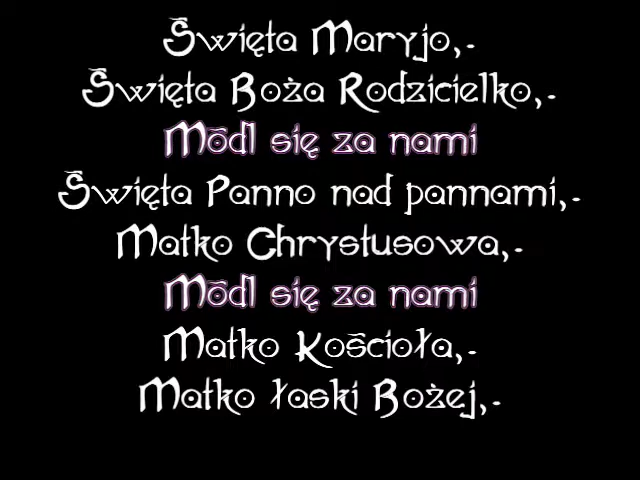 Święta Maryjo,-
Święta Boża Rodzicielko,-
Módl się za nami
Święta Panno nad pannami,-
Matko Chrystusowa,-
Módl się za nami
Matko Kościoła,-
Matko łaski Bożej,-